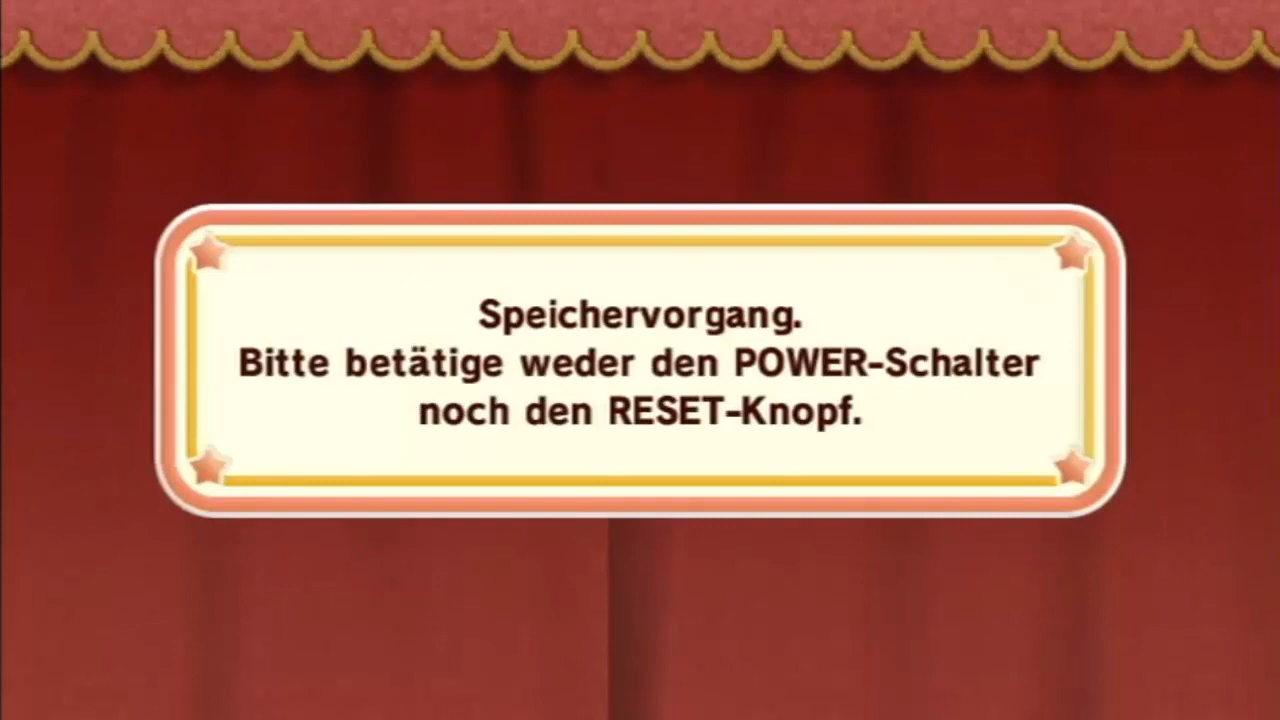 Speichervorgang.
Bitte betätige weder den POWER-Schalter
noch den RESET-Knopf.